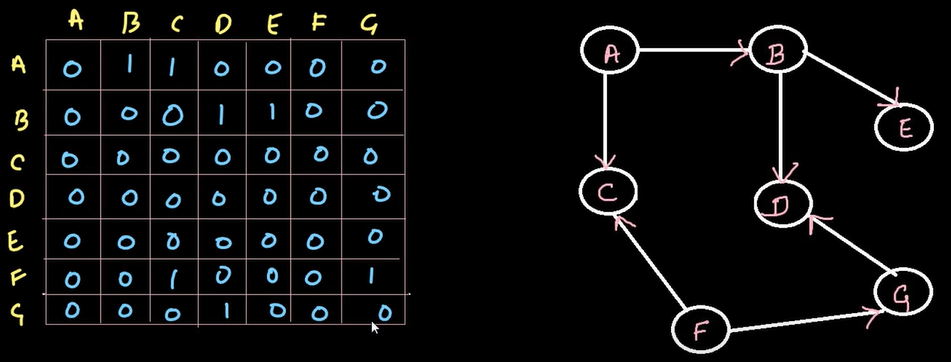 A B C D E F G
A 0 1 1 0 0 0 0
B 0 0 0 1 1 0 0
C 0 0 0 0 0 0 0
D 0 0 0 0 0 0 0
E 0 0 0 0 0 0 0
F 0 0 1 0 0 0 1
G 0 0 0 1 0 0 0
A
B
E
C
D
G
F